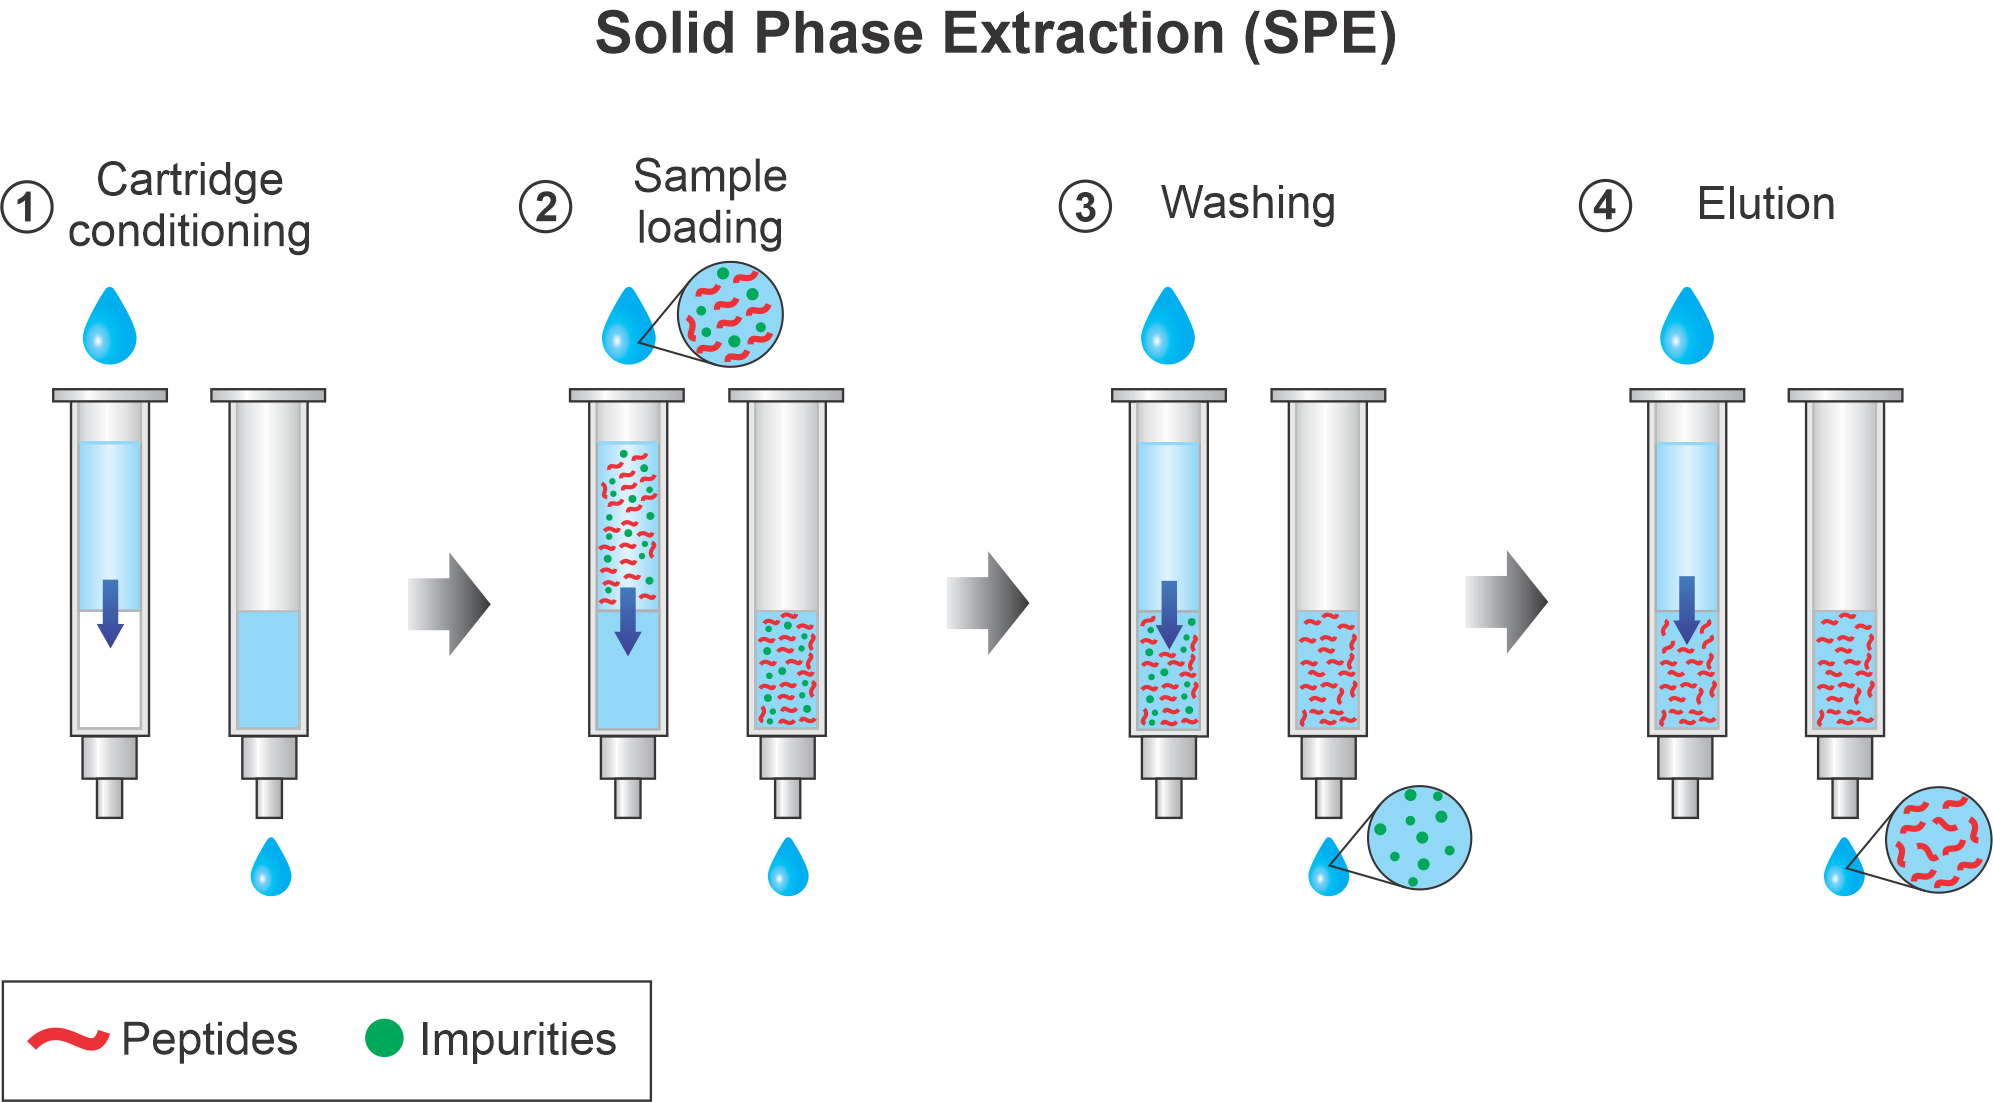 Solid Phase Extraction (SPE)
1
Cartridge
conditioning
2
Sample
loading
3
Washing
4
Elution
Peptides
Impurities